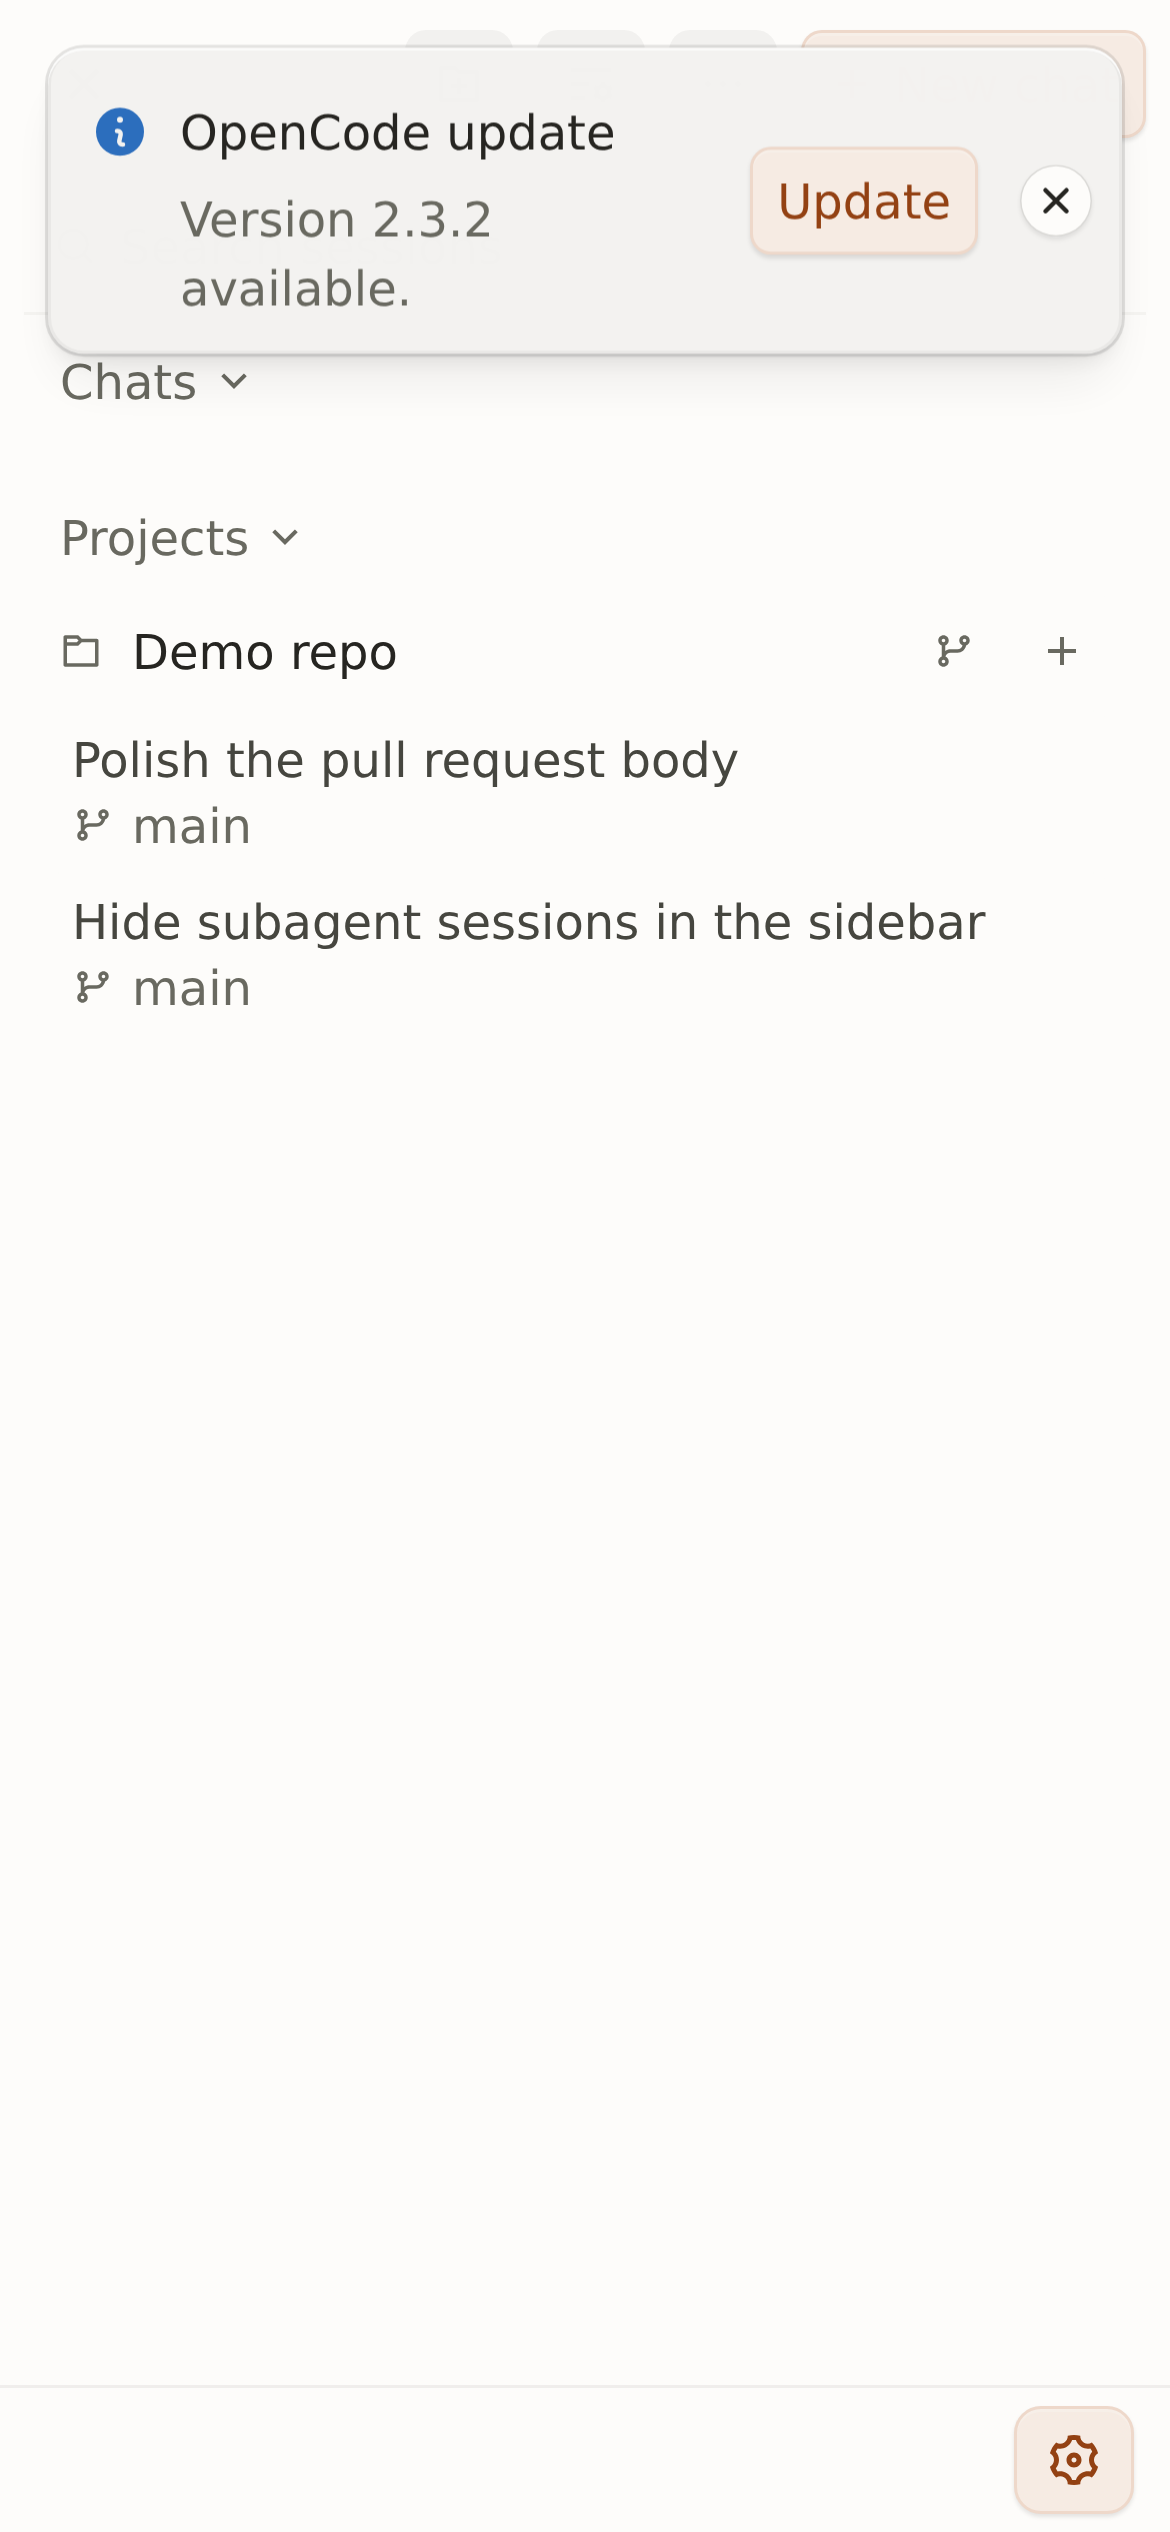 OpenCode update
Version 2.3.2
available.
Update
Chats
Projects
Demo repo
Polish the pull request body
main
Hide subagent sessions in the sidebar
main